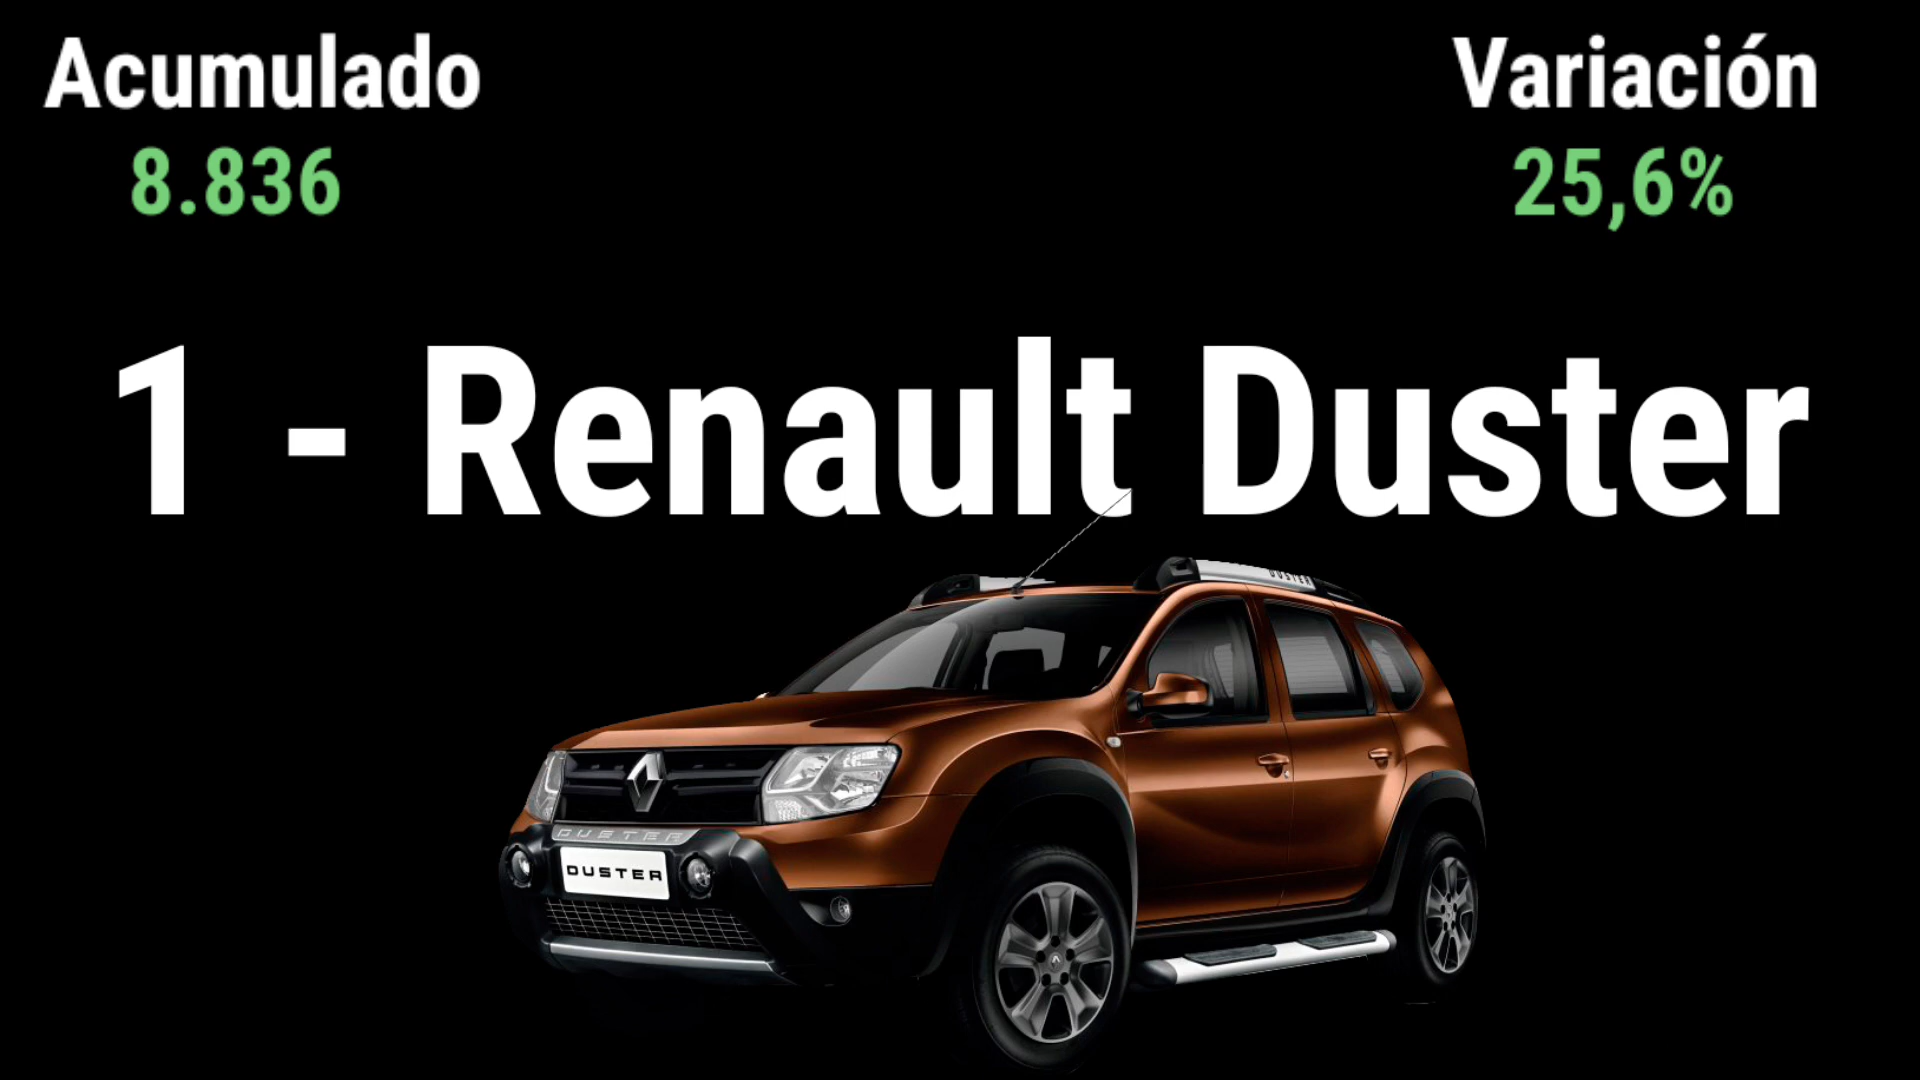 Acumulado
Variación
8.836
25,6%
1 - Renault Duster
DUSTER
DUSTER
DUSTER